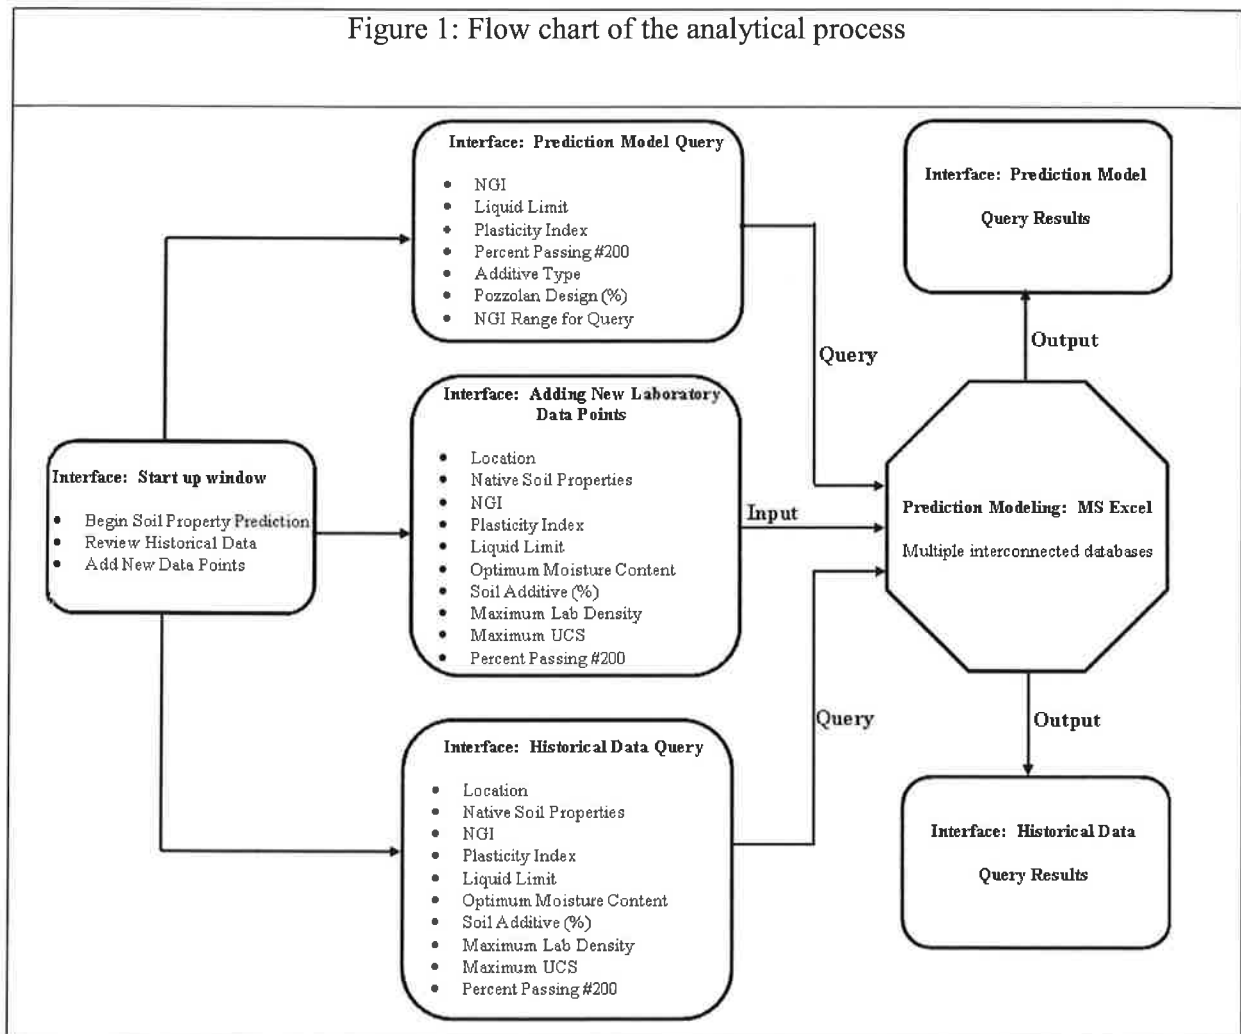 Figure 1: Flow chart of the analytical process
Interface: Prediction Model Query
• NGI
• Liquid Limit
• Plasticity Index
• Percent Passing #200
• Additive Type
• Pozzolan Design (%)
• NGI Range for Query
Interface: Prediction Model
Query Results
Output
Query
Interface: Adding New Laboratory
Data Points
• Location
• Native Soil Properties
• NGI
• Plasticity Index
• Liquid Limit
• Optimum Moisture Content
• Soil Additive (%)
• Maximum Lab Density
• Maximum UCS
• Percent Passing #200
Interface: Start up window
• Begin Soil Property Prediction
• Review Historical Data
• Add New Data Points
Input
Prediction Modeling: MS Excel
Multiple interconnected databases
Query
Output
Interface: Historical Data Query
• Location
• Native Soil Properties
• NGI
• Plasticity Index
• Liquid Limit
• Optimum Moisture Content
• Soil Additive (%)
• Maximum Lab Density
• Maximum UCS
• Percent Passing #200
Interface: Historical Data
Query Results